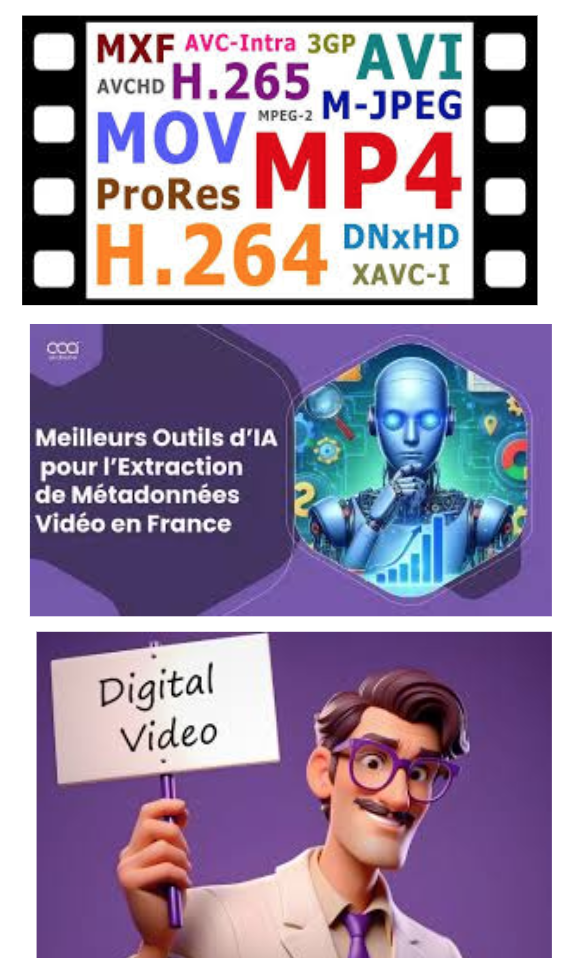 MXF AVC-Intra 3GP AVI
AVCHD H.265
MPEG-2 M-JPEG
MOV MP4
ProRes
H.264 DNxHD
XAVC-I
Meilleurs Outils d’IA
pour l’Extraction
de Métadonnées
Vidéo en France
Digital
Video